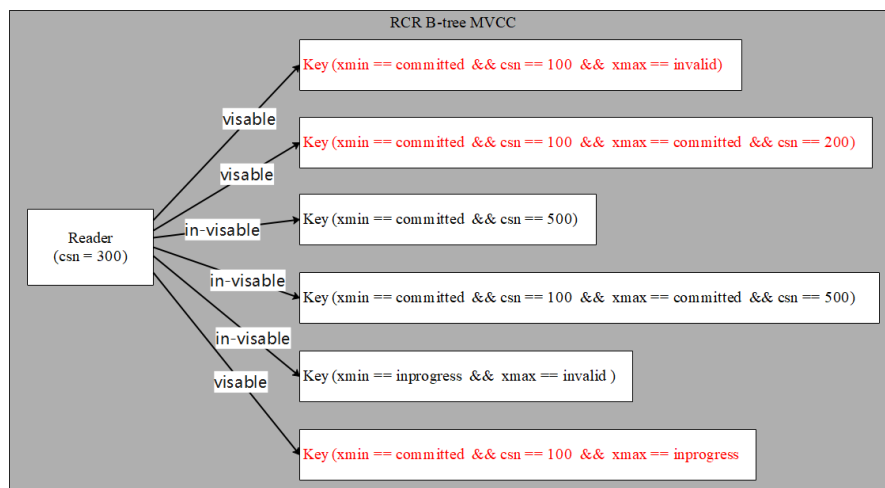 RCR B-tree MVCC
Key (xmin == committed && csn == 100 && xmax == invalid)
visable
Key (xmin == committed && csn == 100 && xmax == committed && csn == 200)
visable
Key (xmin == committed && csn == 500)
in-visable
Reader
(csn = 300)
in-visable
Key (xmin == committed && csn == 100 && xmax == committed && csn == 500)
in-visable
Key (xmin == inprogress && xmax == invalid )
visable
Key (xmin == committed && csn == 100 && xmax == inprogress